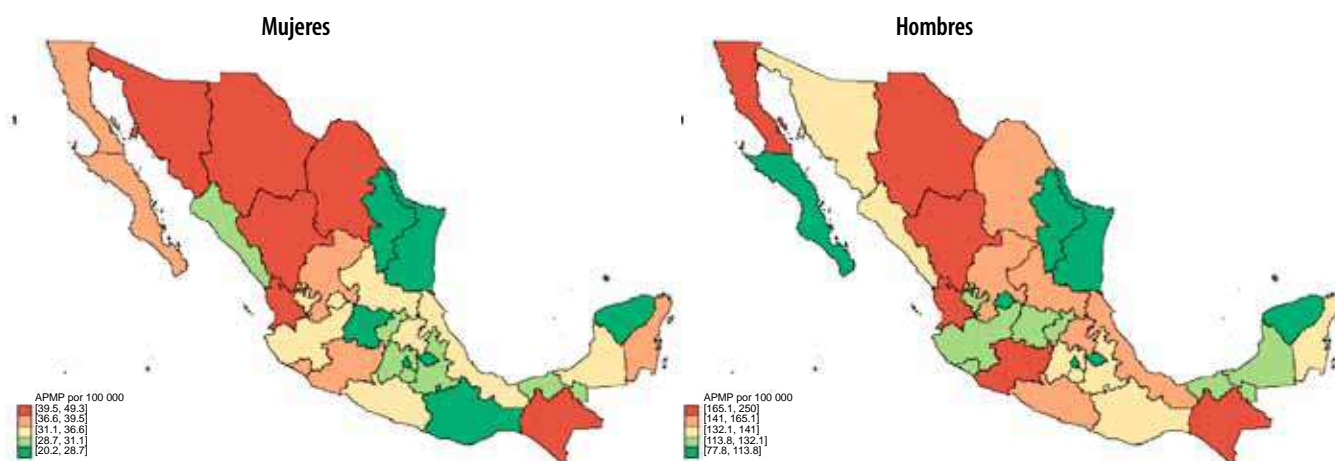 Mujeres
Hombres
APMP por 100 000
[39.5, 49.3]
[36.6, 39.5]
[31.1, 36.6]
[28.7, 31.1]
[20.2, 28.7]
APMP por 100 000
[165.1, 250]
[141, 165.1]
[132.1, 141]
[113.8, 132.1]
[77.8, 113.8]